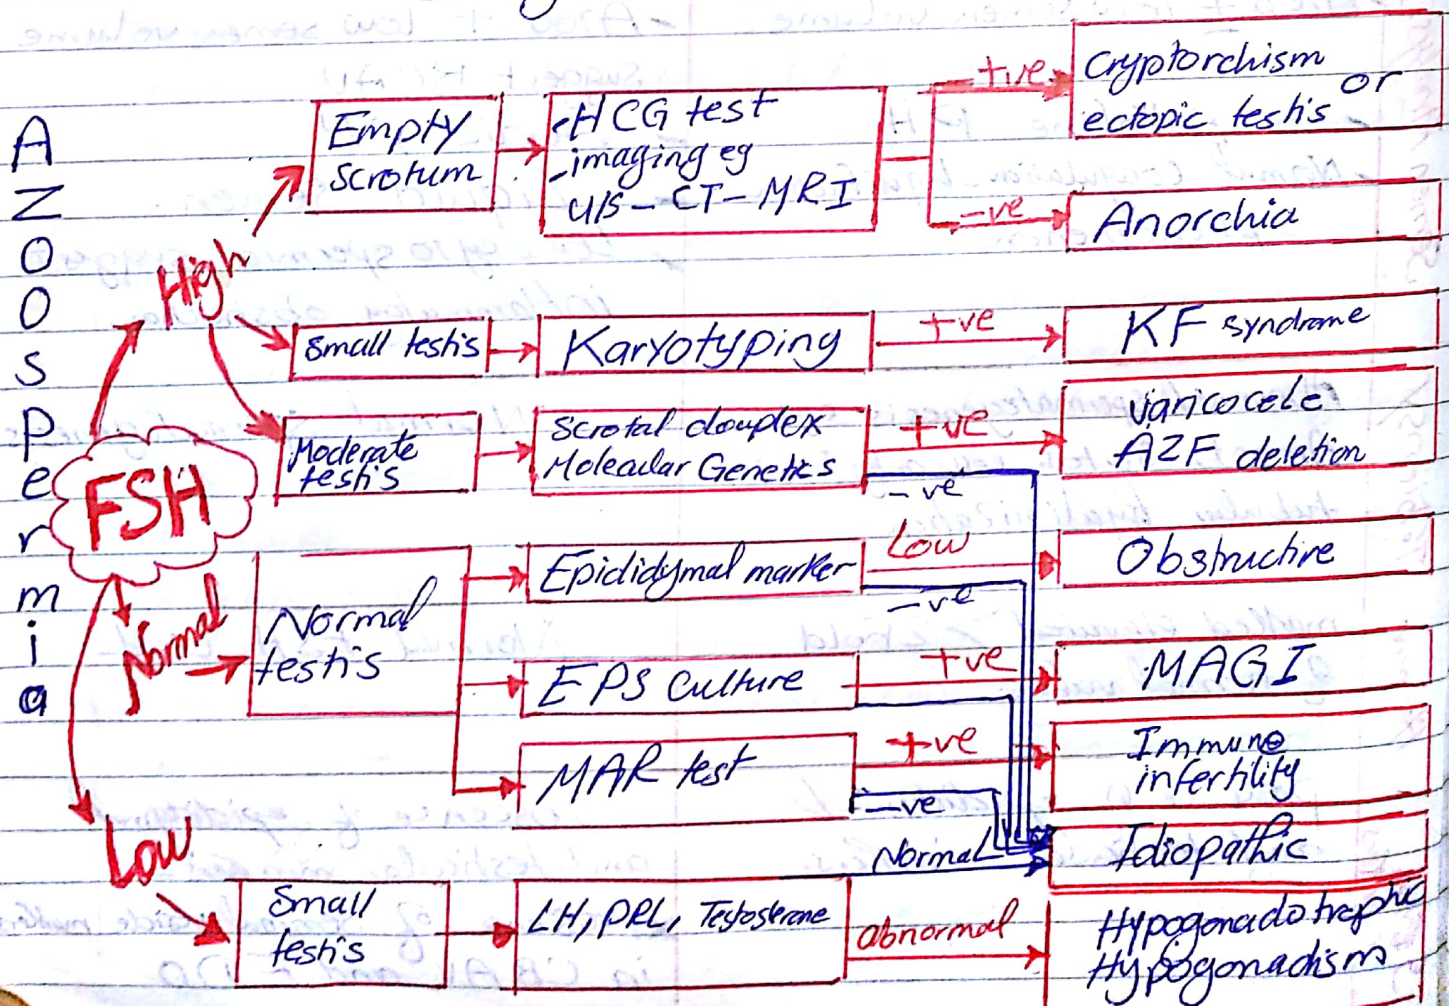 AZOOSPermia
FSH
High
Empty
scrotum
-HCG test
-imaging eg
U/S - CT - MRI
+ve
Cryptorchism or
ectopic testis
-ve
Anorchia
Small testis
Karyotyping
+ve
KF syndrome
Moderate
testis
Scrotal douplex
Molecular Genetics
+ve
varicocele
AZF deletion
-ve
Normal
Normal
testis
Epididymal marker
Low
Obstructive
-ve
EPS Culture
+ve
MAGI
MAR test
+ve
Immune
infertility
-ve
Normal
Idiopathic
Low
Small
testis
LH, PRL, Testosterone
abnormal
Hypogonadotrophic
Hypogonadism